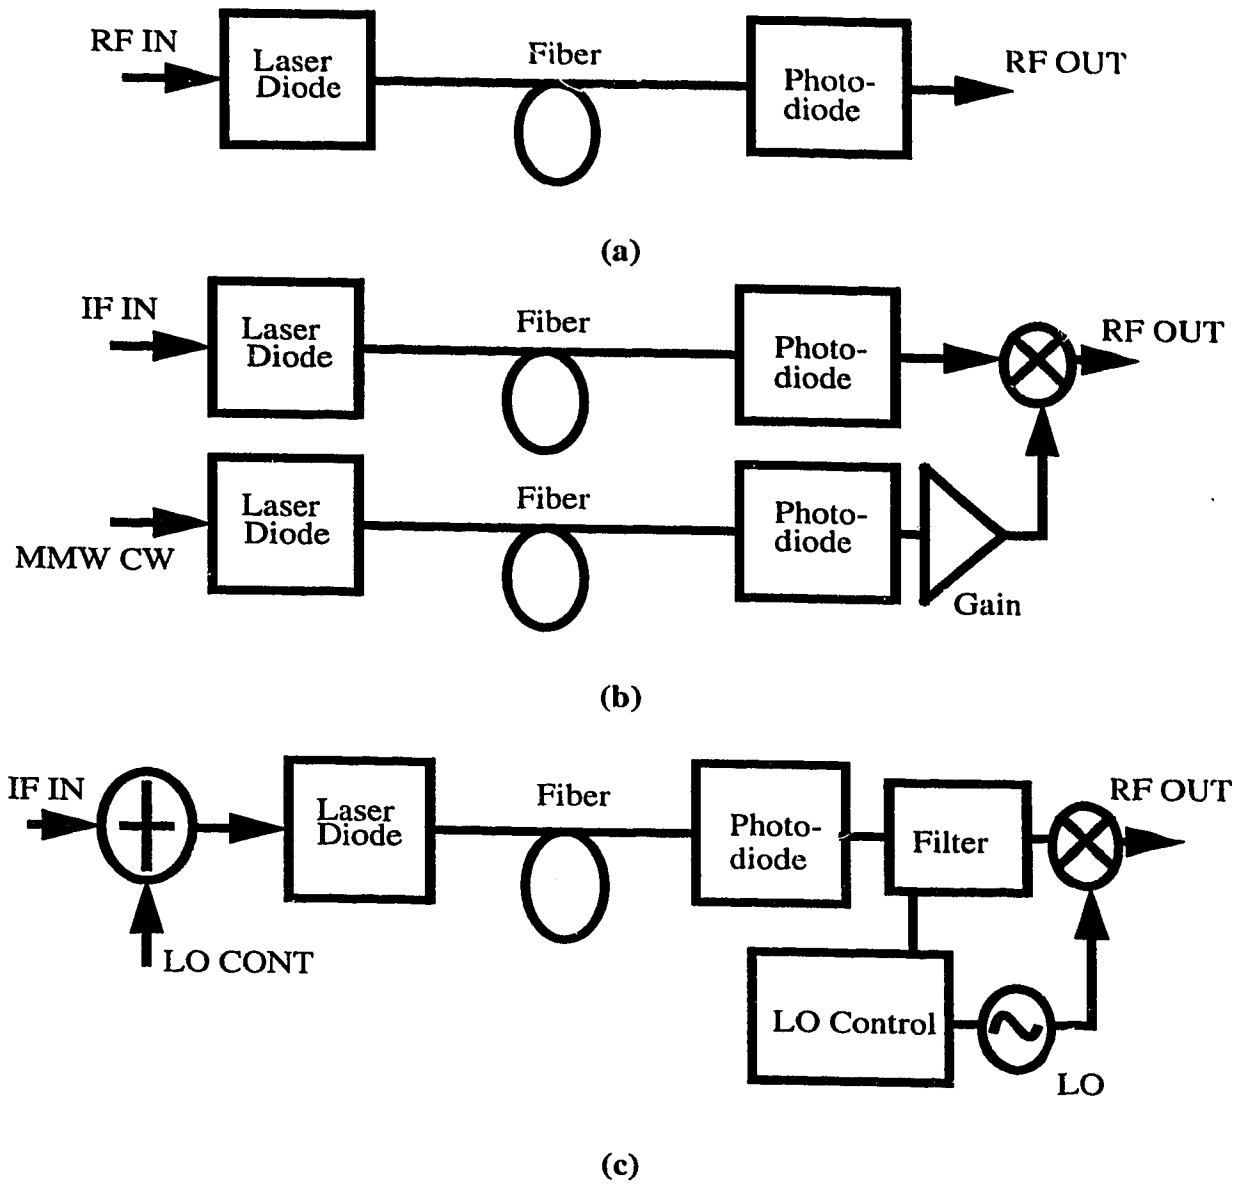 RF IN
Laser
Diode
Fiber
Photo-
diode
RF OUT
(a)
IF IN
Laser
Diode
Fiber
Photo-
diode
RF OUT
MMW CW
Laser
Diode
Fiber
Photo-
diode
Gain
(b)
IF IN
LO CONT
Laser
Diode
Fiber
Photo-
diode
Filter
RF OUT
LO Control
LO
(c)